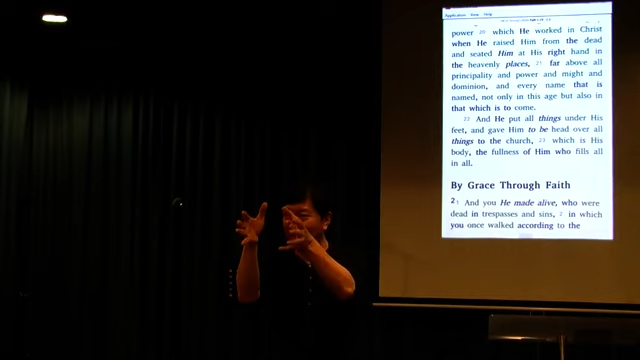 Application View Help
power 20 which He worked in Christ
when He raised Him from the dead
and seated Him at His right hand in
the heavenly places, 21 far above all
principality and power and might and
dominion, and every name that is
named, not only in this age but also in
that which is to come.
22 And He put all things under His
feet, and gave Him to be head over all
things to the church, 23 which is His
body, the fullness of Him who fills all
in all.
By Grace Through Faith
2 1 And you He made alive, who were
dead in trespasses and sins, 2 in which
you once walked according to the